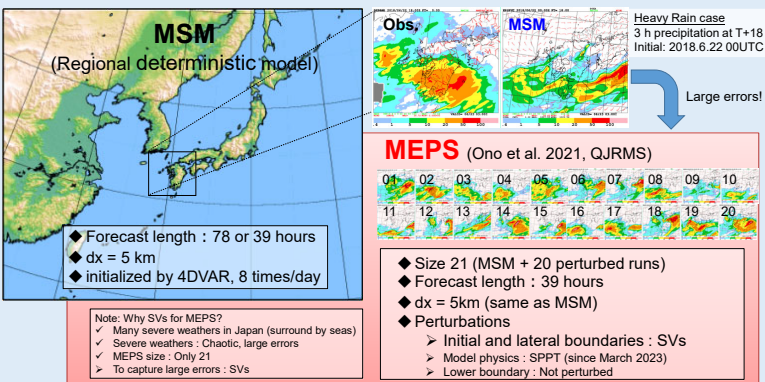 MSM
(Regional deterministic model)
◆ Forecast length：78 or 39 hours
◆ dx = 5 km
◆ initialized by 4DVAR, 8 times/day
Obs.
MSM
Heavy Rain case
3 h precipitation at T+18
Initial: 2018.6.22 00UTC
Large errors!
MEPS (Ono et al. 2021, QJRMS)
01 02 03 04 05 06 07 08 09 10
11 12 13 14 15 16 17 18 19 20
◆ Size 21 (MSM + 20 perturbed runs)
◆ Forecast length : 39 hours
◆ dx = 5km (same as MSM)
◆ Perturbations
➢ Initial and lateral boundaries : SVs
➢ Model physics : SPPT (since March 2023)
➢ Lower boundary : Not perturbed
Note: Why SVs for MEPS?
✓ Many severe weathers in Japan (surround by seas)
✓ Severe weathers : Chaotic, large errors
✓ MEPS size : Only 21
➢ To capture large errors : SVs